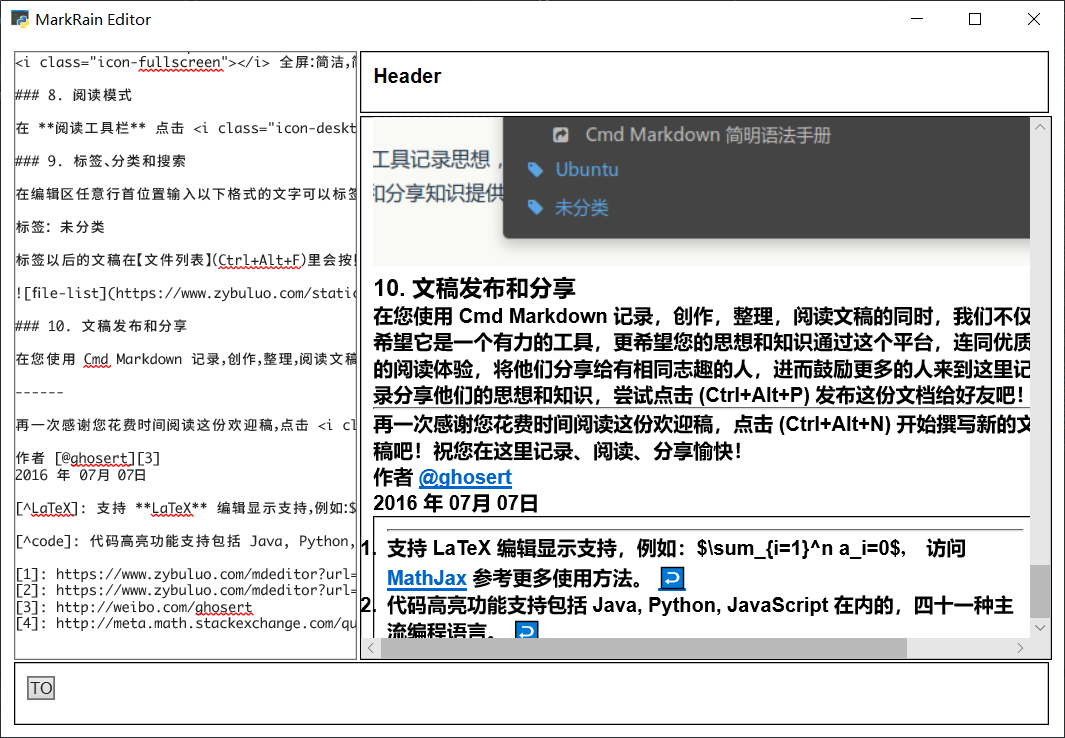 MarkRain Editor
<i class="icon-fullscreen"></i> 全屏:简洁,
### 8. 阅读模式
在 **阅读工具栏** 点击 <i class="icon-deskt
### 9. 标签、分类和搜索
在编辑区任意行首位置输入以下格式的文字可以标签
标签: 未分类
标签以后的文稿在【文件列表】(Ctrl+Alt+F)里会按
![file-list](https://www.zybuluo.com/static
### 10. 文稿发布和分享
在您使用 Cmd Markdown 记录,创作,整理,阅读文稿
------
再一次感谢您花费时间阅读这份欢迎稿,点击 <i cl
作者 [@ghosert][3]
2016 年 07月 07日
[^LaTeX]: 支持 **LaTeX** 编辑显示支持,例如:$
[^code]: 代码高亮功能支持包括 Java, Python,
[1]: https://www.zybuluo.com/mdeditor?url=
[2]: https://www.zybuluo.com/mdeditor?url=
[3]: http://weibo.com/ghosert
[4]: http://meta.math.stackexchange.com/qu
Header
工具记录思想，
和分享知识提供
Cmd Markdown 简明语法手册
Ubuntu
未分类
10. 文稿发布和分享
在您使用 Cmd Markdown 记录，创作，整理，阅读文稿的同时，我们不仅
希望它是一个有力的工具，更希望您的思想和知识通过这个平台，连同优质
的阅读体验，将他们分享给有相同志趣的人，进而鼓励更多的人来到这里记
录分享他们的思想和知识，尝试点击 (Ctrl+Alt+P) 发布这份文档给好友吧！
再一次感谢您花费时间阅读这份欢迎稿，点击 (Ctrl+Alt+N) 开始撰写新的文
稿吧！祝您在这里记录、阅读、分享愉快！
作者 @ghosert
2016 年 07月 07日
1. 支持 LaTeX 编辑显示支持，例如：$\sum_{i=1}^n a_i=0$， 访问
MathJax 参考更多使用方法。
2. 代码高亮功能支持包括 Java, Python, JavaScript 在内的，四十一种主
流编程语言。
TO